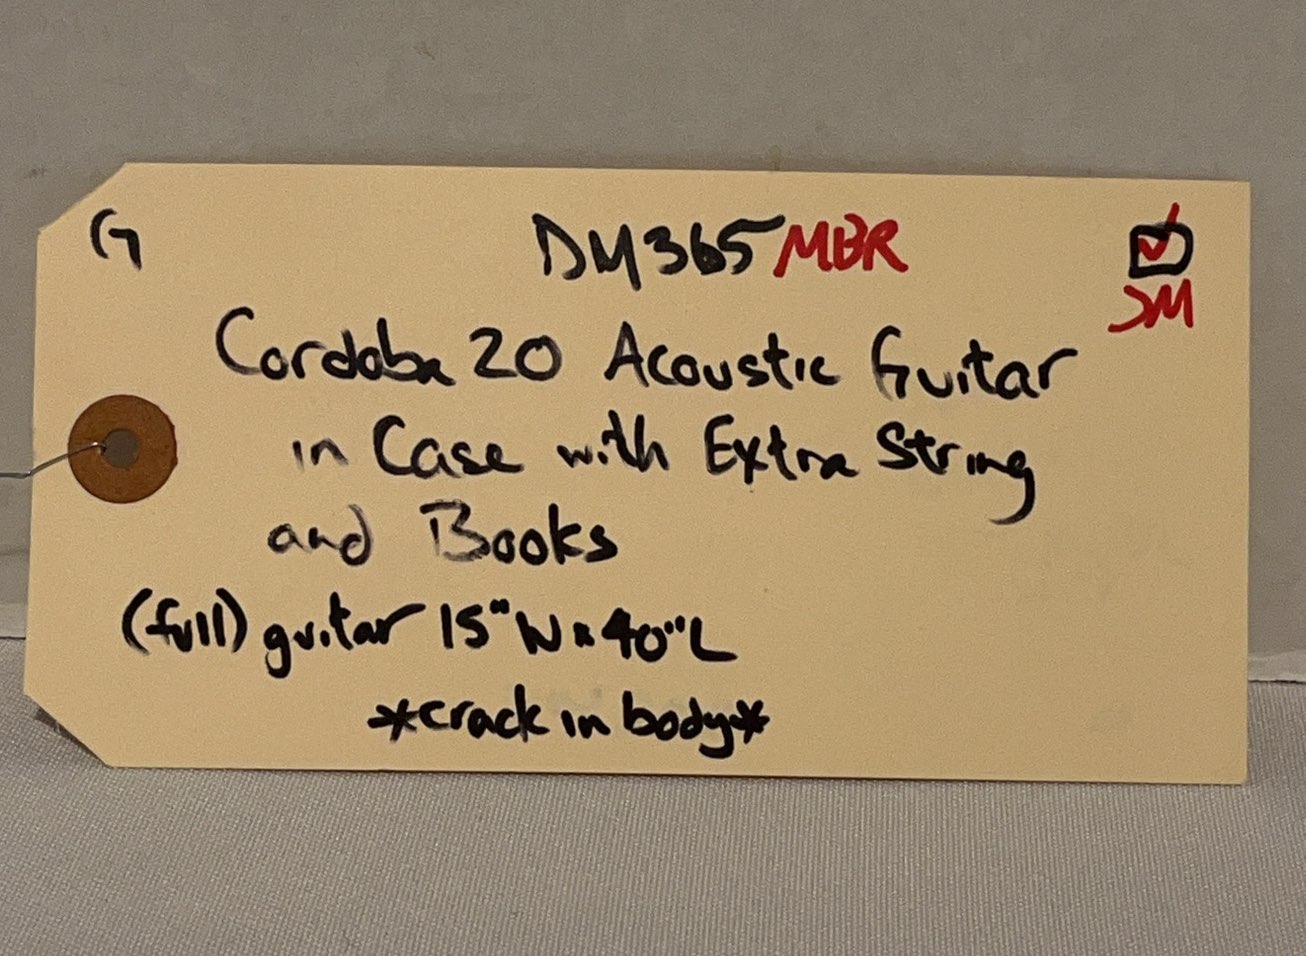 G DM365 MBR
JM
Cordoba 20 Acoustic Guitar
in Case with Extra String
and Books
(full) guitar 15"W x 40"L
*crack in body*